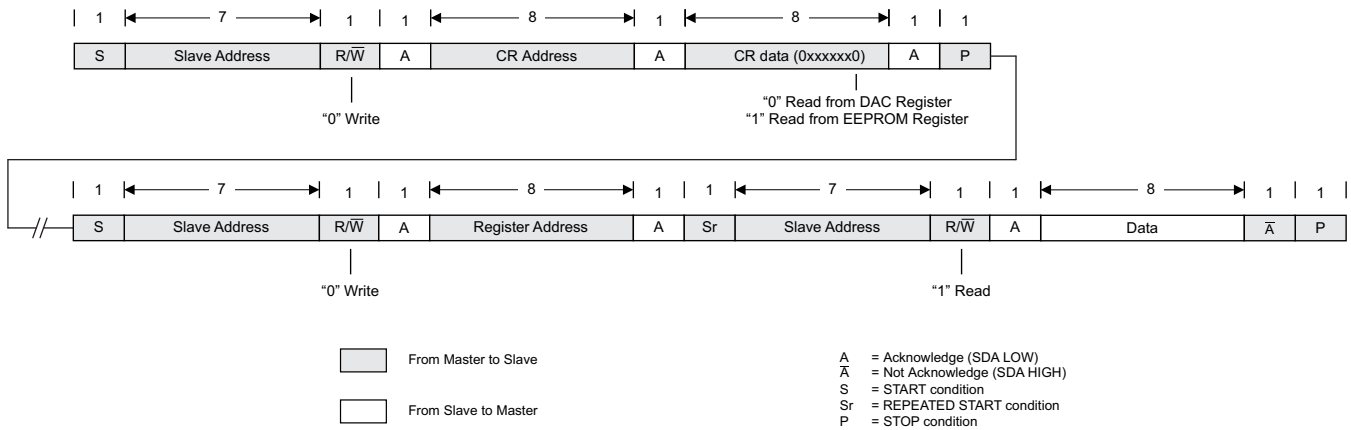 1 7 1 1 8 1 8 1 1
S Slave Address R/W̅ A CR Address A CR data (0xxxxxx0) A P
"0" Write
"0" Read from DAC Register
"1" Read from EEPROM Register
1 7 1 1 8 1 1 7 1 1 8 1 1
S Slave Address R/W̅ A Register Address A Sr Slave Address R/W̅ A Data A̅ P
"0" Write "1" Read
From Master to Slave
From Slave to Master
A = Acknowledge (SDA LOW)
A̅ = Not Acknowledge (SDA HIGH)
S = START condition
Sr = REPEATED START condition
P = STOP condition